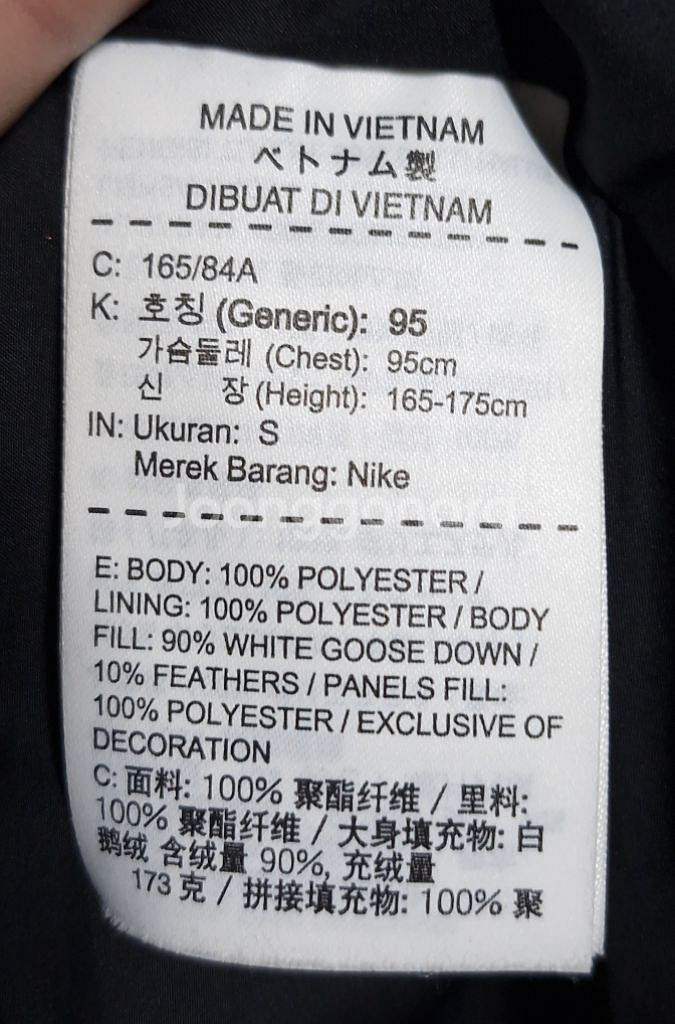 MADE IN VIETNAM
ベトナム製
DIBUAT DI VIETNAM
C: 165/84A
K: 호칭 (Generic): 95
가슴둘레 (Chest): 95cm
신 장 (Height): 165-175cm
IN: Ukuran: S
Merek Barang: Nike
E: BODY: 100% POLYESTER /
LINING: 100% POLYESTER / BODY
FILL: 90% WHITE GOOSE DOWN /
10% FEATHERS / PANELS FILL:
100% POLYESTER / EXCLUSIVE OF
DECORATION
C: 面料: 100% 聚酯纤维 / 里料:
100% 聚酯纤维 / 大身填充物: 白
鹅绒 含绒量 90%, 充绒量
173 克 / 拼接填充物: 100% 聚